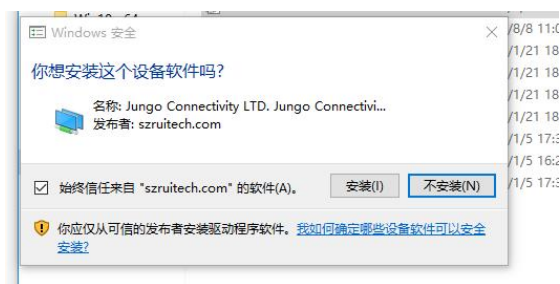 Windows 安全
你想安装这个设备软件吗?
名称: Jungo Connectivity LTD. Jungo Connectivi...
发布者: szruitech.com
始终信任来自 "szruitech.com" 的软件(A)。
安装(I)
不安装(N)
你应仅从可信的发布者安装驱动程序软件。我如何确定哪些设备软件可以安全
安装?
/8/8 11:0
/1/21 18
/1/21 18
/1/21 18
/1/21 18
/1/5 17:3
/1/5 16:2
/1/5 17:3